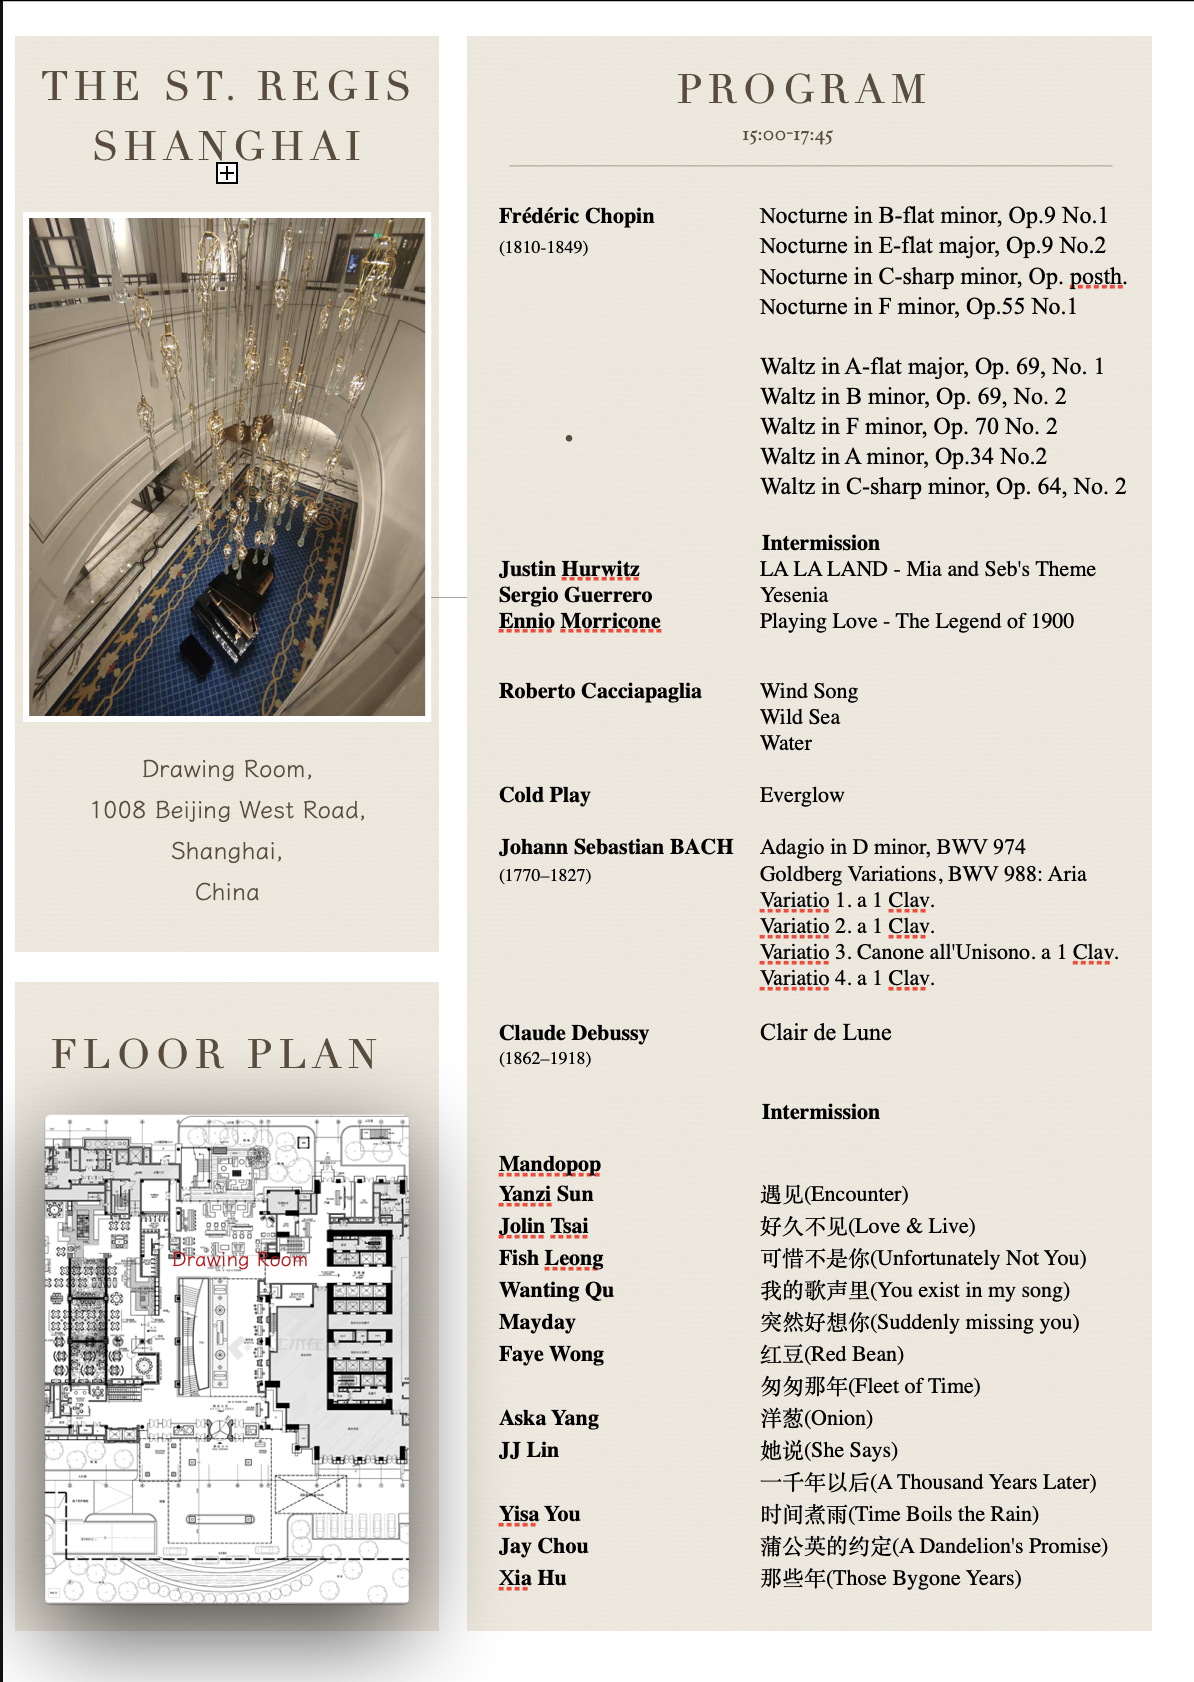 THE ST. REGIS
SHANGHAI
Drawing Room,
1008 Beijing West Road,
Shanghai,
China
FLOOR PLAN
Drawing Room
PROGRAM
15:00-17:45
Frédéric Chopin Nocturne in B-flat minor, Op.9 No.1
(1810-1849) Nocturne in E-flat major, Op.9 No.2
Nocturne in C-sharp minor, Op. posth.
Nocturne in F minor, Op.55 No.1
Waltz in A-flat major, Op. 69, No. 1
Waltz in B minor, Op. 69, No. 2
Waltz in F minor, Op. 70 No. 2
Waltz in A minor, Op.34 No.2
Waltz in C-sharp minor, Op. 64, No. 2
Intermission
Justin Hurwitz LA LA LAND - Mia and Seb's Theme
Sergio Guerrero Yesenia
Ennio Morricone Playing Love - The Legend of 1900
Roberto Cacciapaglia Wind Song
Wild Sea
Water
Cold Play Everglow
Johann Sebastian BACH Adagio in D minor, BWV 974
(1770–1827) Goldberg Variations, BWV 988: Aria
Variatio 1. a 1 Clav.
Variatio 2. a 1 Clav.
Variatio 3. Canone all'Unisono. a 1 Clav.
Variatio 4. a 1 Clav.
Claude Debussy Clair de Lune
(1862–1918)
Intermission
Mandopop
Yanzi Sun 遇见(Encounter)
Jolin Tsai 好久不见(Love & Live)
Fish Leong 可惜不是你(Unfortunately Not You)
Wanting Qu 我的歌声里(You exist in my song)
Mayday 突然好想你(Suddenly missing you)
Faye Wong 红豆(Red Bean)
匆匆那年(Fleet of Time)
Aska Yang 洋葱(Onion)
JJ Lin 她说(She Says)
一千年以后(A Thousand Years Later)
Yisa You 时间煮雨(Time Boils the Rain)
Jay Chou 蒲公英的约定(A Dandelion's Promise)
Xia Hu 那些年(Those Bygone Years)